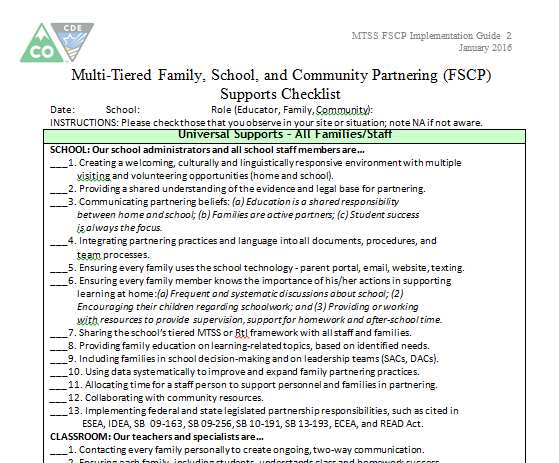 CDE
CO
MTSS FSCP Implementation Guide 2
January 2016
Multi-Tiered Family, School, and Community Partnering (FSCP)
Supports Checklist
Date: School: Role (Educator, Family, Community):
INSTRUCTIONS: Please check those that you observe in your site or situation; note NA if not aware.
Universal Supports - All Families/Staff
SCHOOL: Our school administrators and all school staff members are…
___1. Creating a welcoming, culturally and linguistically responsive environment with multiple
visiting and volunteering opportunities (home and school).
___2. Providing a shared understanding of the evidence and legal base for partnering.
___3. Communicating partnering beliefs: (a) Education is a shared responsibility
between home and school; (b) Families are active partners; (c) Student success
is always the focus.
___4. Integrating partnering practices and language into all documents, procedures, and
team processes.
___5. Ensuring every family uses the school technology - parent portal, email, website, texting.
___6. Ensuring every family member knows the importance of his/her actions in supporting
learning at home:(a) Frequent and systematic discussions about school; (2)
Encouraging their children regarding schoolwork; and (3) Providing or working
with resources to provide supervision, support for homework and after-school time.
___7. Sharing the school's tiered MTSS or RtI framework with all staff and families.
___8. Providing family education on learning-related topics, based on identified needs.
___9. Including families in school decision-making and on leadership teams (SACs, DACs).
___10. Using data systematically to improve and expand family partnering practices.
___11. Allocating time for a staff person to support personnel and families in partnering.
___12. Collaborating with community resources.
___13. Implementing federal and state legislated partnership responsibilities, such as cited in
ESEA, IDEA, SB 09-163, SB 09-256, SB 10-191, SB 13-193, ECEA, and READ Act.
CLASSROOM: Our teachers and specialists are…
___1. Contacting every family personally to create ongoing, two-way communication.
___2. Ensuring each family, including students, understands class and homework success